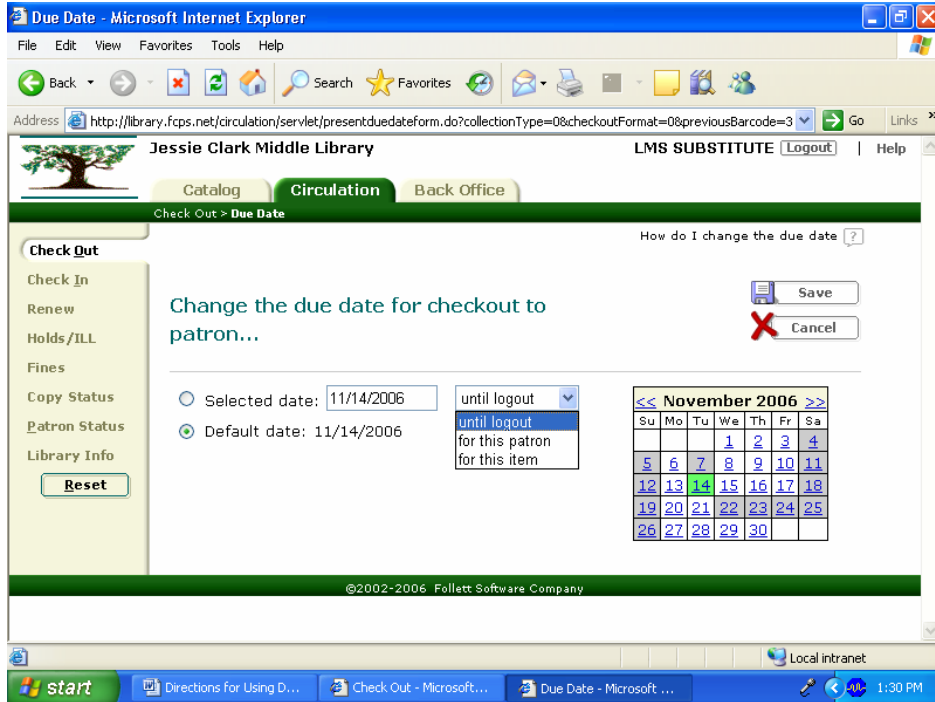 Due Date - Microsoft Internet Explorer
File Edit View Favorites Tools Help
Back Search Favorites
Address http://library.fcps.net/circulation/servlet/presentduedateform.do?collectionType=0&checkoutFormat=0&previousBarcode=3 Go Links »
Jessie Clark Middle Library LMS SUBSTITUTE Logout | Help
Catalog Circulation Back Office
Check Out > Due Date
How do I change the due date ?
Check Out
Check In
Renew
Holds/ILL
Fines
Copy Status
Patron Status
Library Info
Reset
Change the due date for checkout to
patron...
Save
Cancel
Selected date: 11/14/2006 until logout
Default date: 11/14/2006
until logout
for this patron
for this item
<< November 2006 >>
Su Mo Tu We Th Fr Sa
1 2 3 4
5 6 7 8 9 10 11
12 13 14 15 16 17 18
19 20 21 22 23 24 25
26 27 28 29 30
©2002-2006 Follett Software Company
Local intranet
start Directions for Using D... Check Out - Microsoft... Due Date - Microsoft ... 1:30 PM